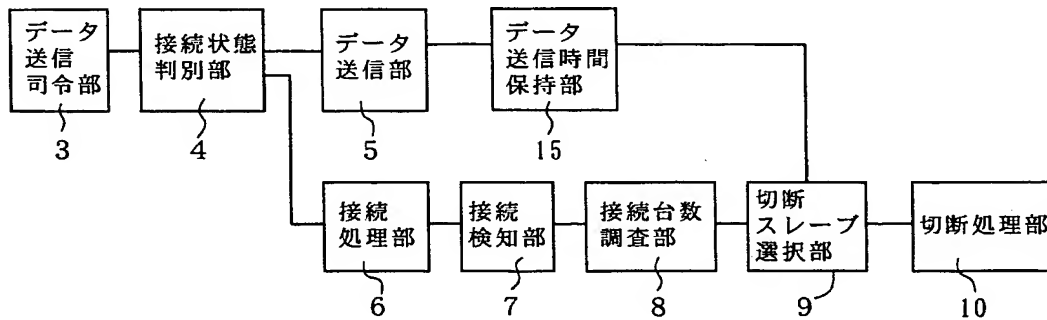 データ
送信
司令部
3
接続状態
判別部
4
データ
送信部
5
データ
送信時間
保持部
15
接続
処理部
6
接続
検知部
7
接続台数
調査部
8
切断
スレーブ
選択部
9
切断処理部
10